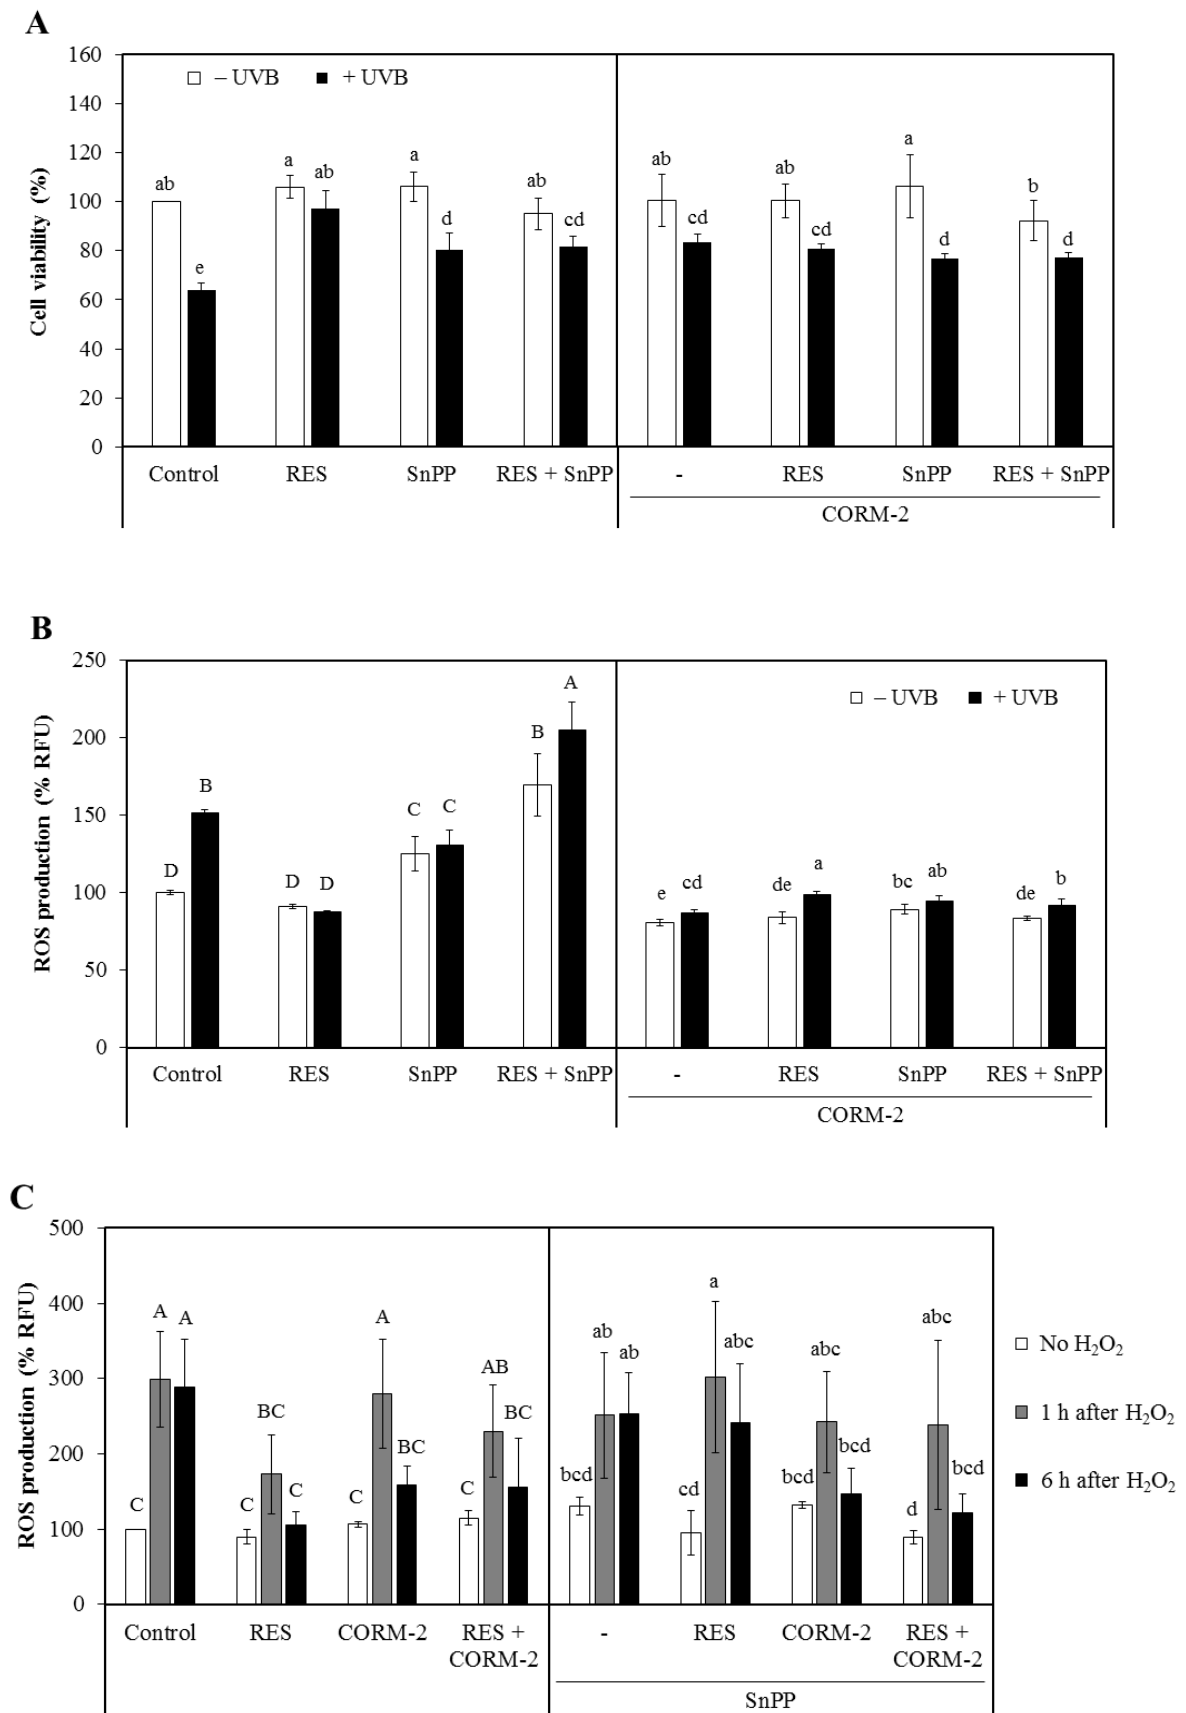 A
160
140
120
100
80
60
40
20
0
Cell viability (%)
– UVB + UVB
ab e a ab a d ab cd
ab cd ab cd a d b d
Control RES SnPP RES + SnPP
- RES SnPP RES + SnPP
CORM-2
B
250
200
150
100
50
0
ROS production (% RFU)
– UVB + UVB
D B D D C C B A
e cd de a bc ab de b
Control RES SnPP RES + SnPP
- RES SnPP RES + SnPP
CORM-2
C
500
400
300
200
100
0
ROS production (% RFU)
C A A C BC C C A BC C AB BC
bcd ab ab cd a abc bcd abc bcd d abc bcd
No H₂O₂
1 h after H₂O₂
6 h after H₂O₂
Control RES CORM-2 RES +
CORM-2
- RES CORM-2 RES +
CORM-2
SnPP